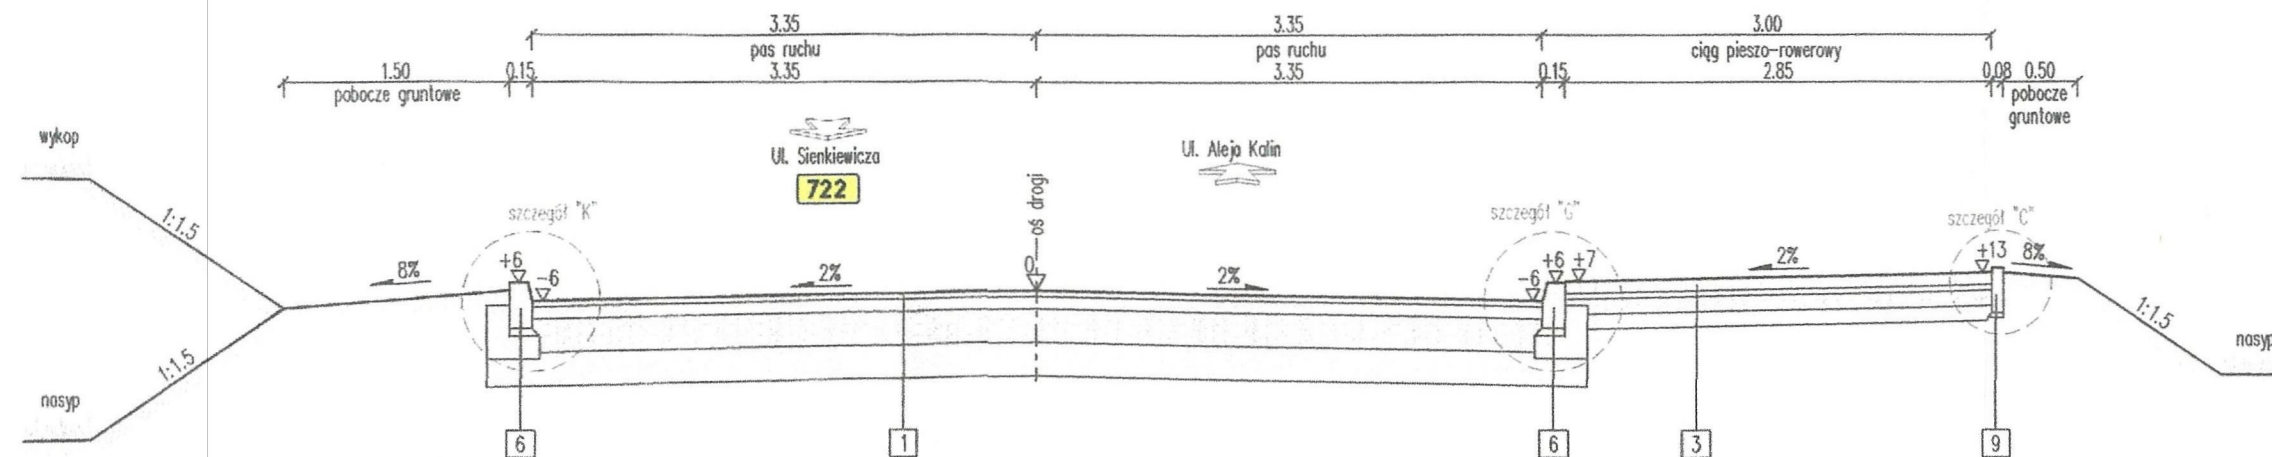 3.35 3.35 3.00
pas ruchu pas ruchu ciąg pieszo-rowerowy
1.50 0.15 3.35 3.35 0.15 2.85 0.08 0.50
pobocze gruntowe pobocze
gruntowe
wykop
Ul. Sienkiewicza Ul. Aleja Kalin
722
oś drogi
szczegół "K" szczegół "G" szczegół "C"
1:1.5
8% +6 -6 2% 0 2% -6 +6 +7 2% +13 8%
1:1.5
1:1.5
nasyp
nasyp
6 1 6 3 9